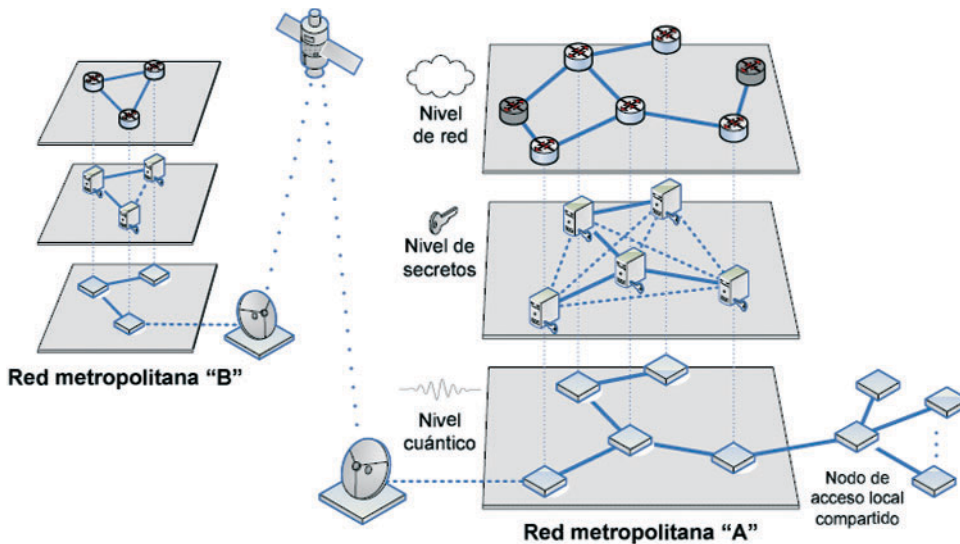 Nivel
de red
Nivel de
secretos
Red metropolitana “B”
Nivel
cuántico
Nodo de
acceso local
compartido
Red metropolitana “A”